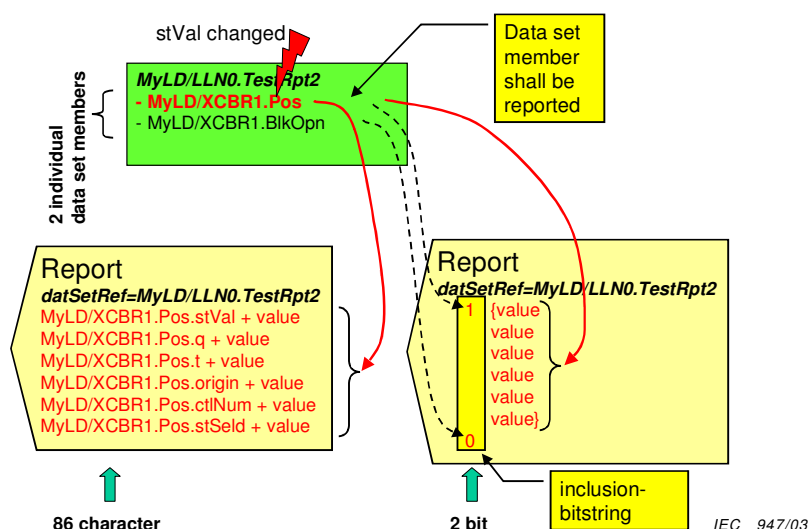 stVal changed
Data set
member
shall be
reported
MyLD/LLN0.TestRpt2
- MyLD/XCBR1.Pos
- MyLD/XCBR1.BlkOpn
2 individual
data set members
Report
datSetRef=MyLD/LLN0.TestRpt2
MyLD/XCBR1.Pos.stVal + value
MyLD/XCBR1.Pos.q + value
MyLD/XCBR1.Pos.t + value
MyLD/XCBR1.Pos.origin + value
MyLD/XCBR1.Pos.ctlNum + value
MyLD/XCBR1.Pos.stSeld + value
86 character
Report
datSetRef=MyLD/LLN0.TestRpt2
1 {value
value
value
value
value
value}
0
2 bit
inclusion-
bitstring
IEC 947/03